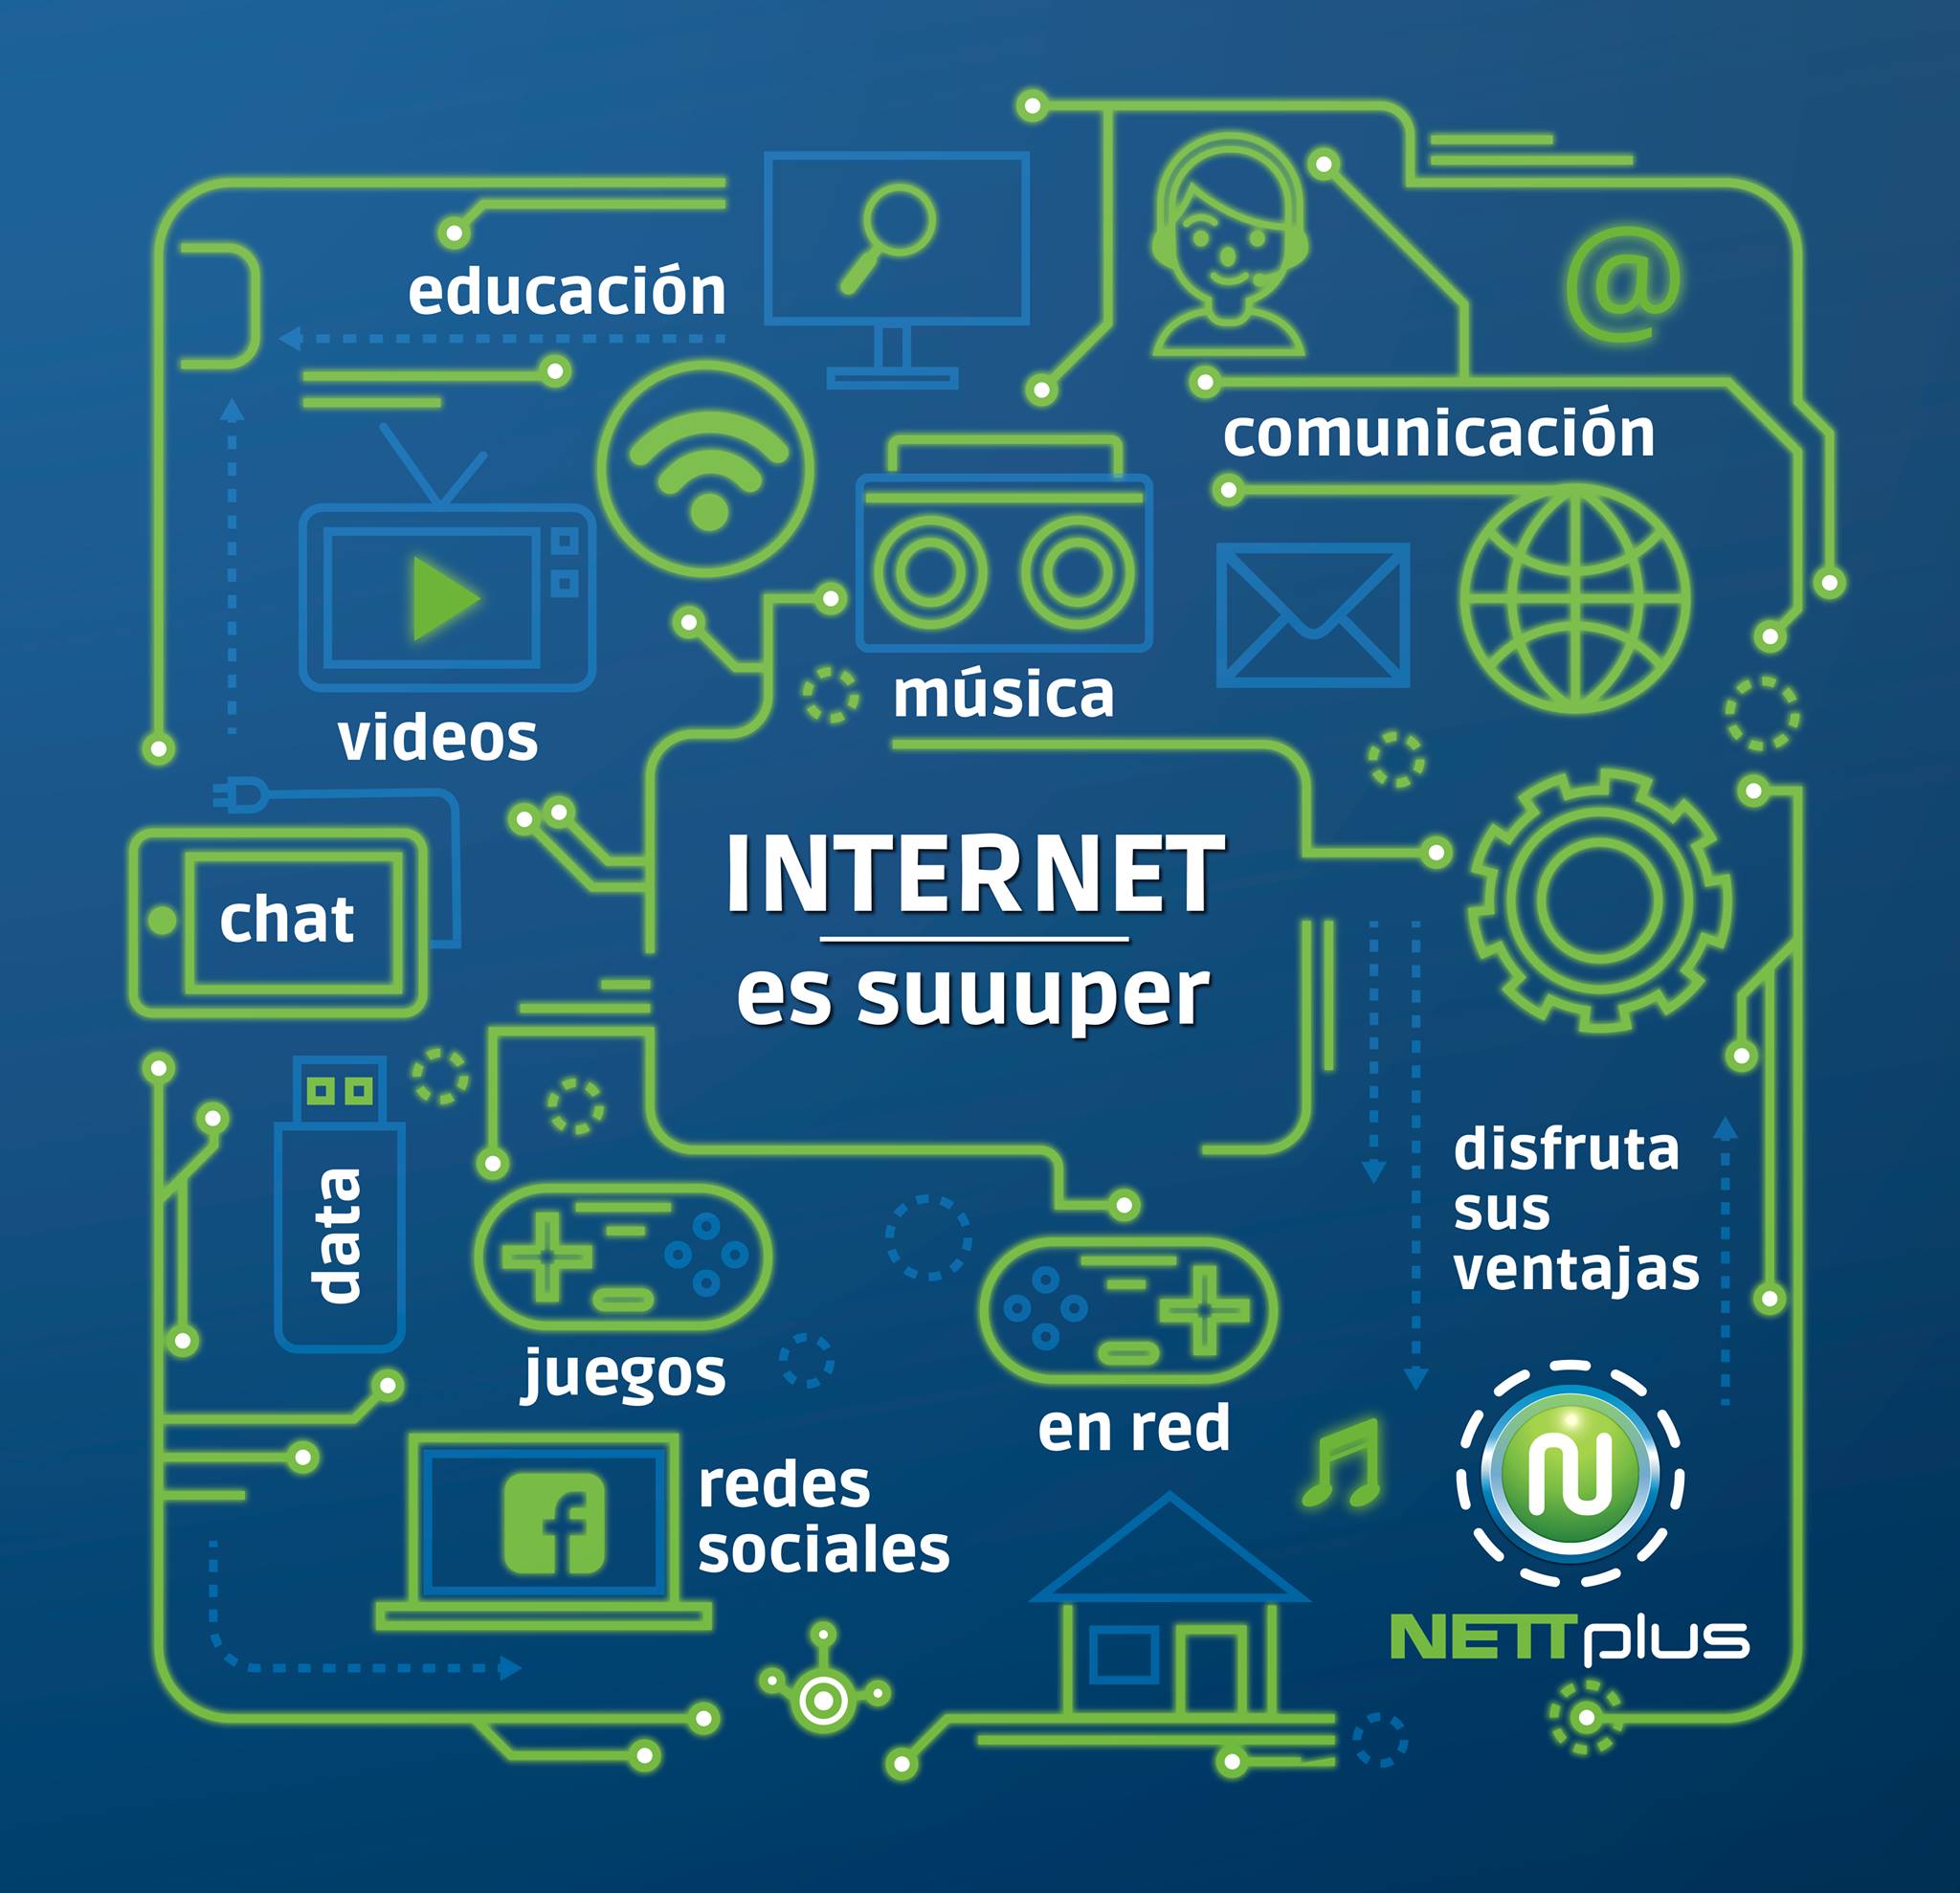 educación
@
comunicación
música
videos
chat
INTERNET
es suuuper
data
disfruta
sus
ventajas
juegos
en red
redes
sociales
f
N
NETTplus